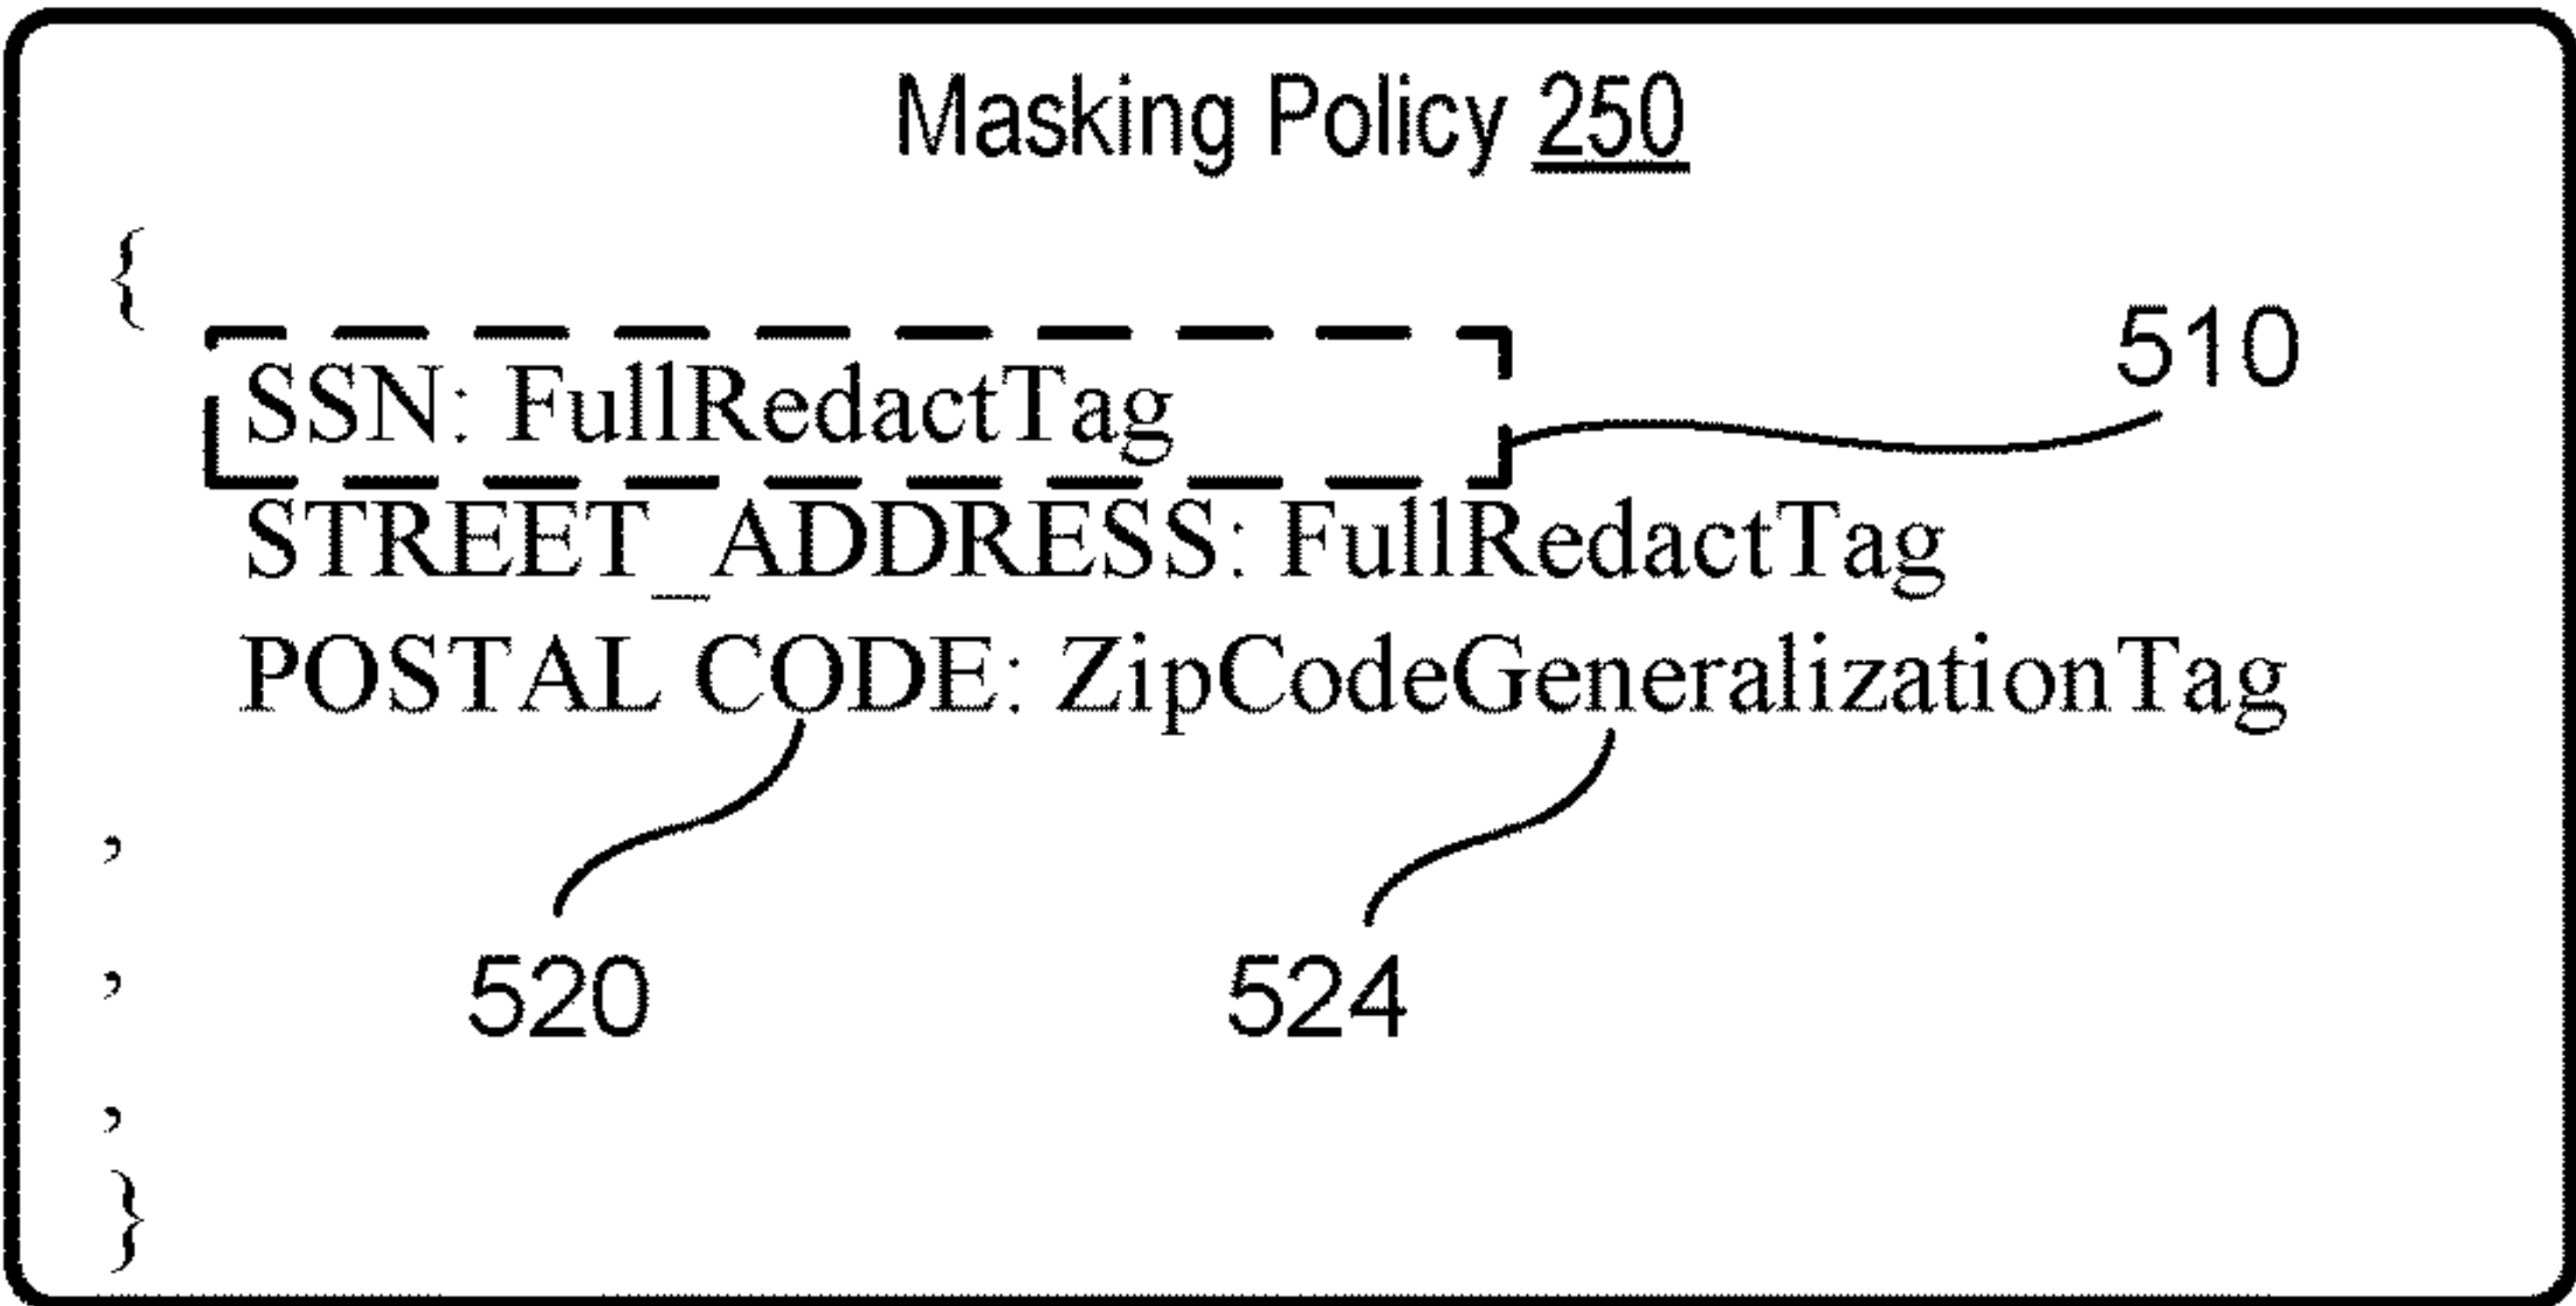 Masking Policy 250
{
510
SSN: FullRedactTag
STREET_ADDRESS: FullRedactTag
POSTAL CODE: ZipCodeGeneralizationTag
,
520 524
,
,
}